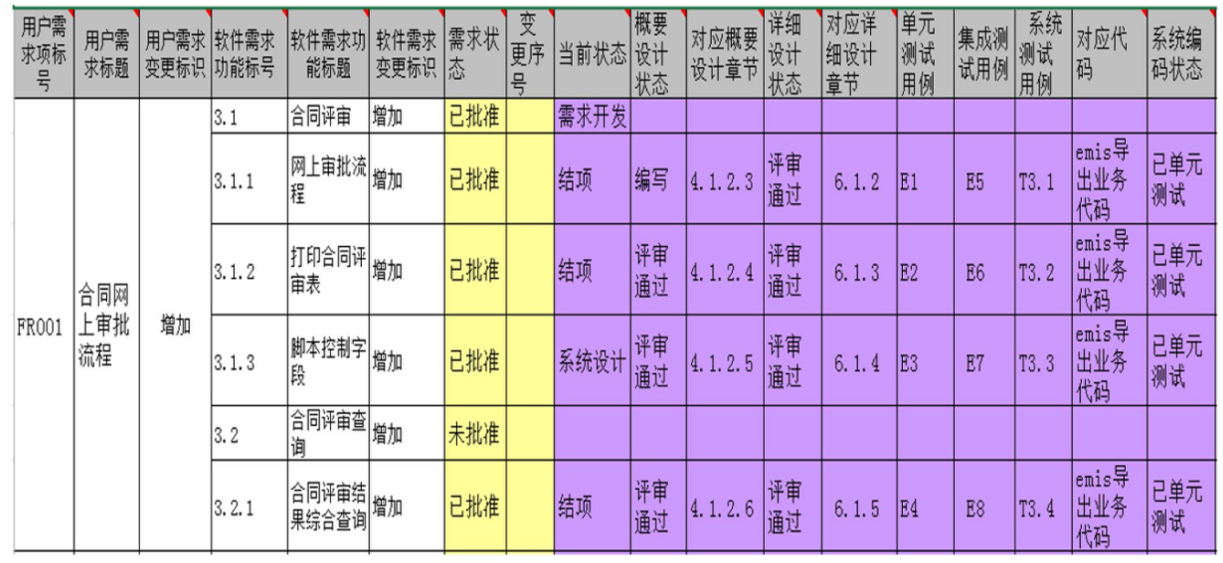 用户需求项标号 用户需求标题 用户需求变更标识 软件需求功能标号 软件需求功能标题 软件需求变更标识 需求状态 变更序号 当前状态 概要设计状态 对应概要设计章节 详细设计状态 对应详细设计章节 单元测试用例 集成测试用例 系统测试用例 对应代码 系统编码状态
FR001 合同网上审批流程 增加
3.1 合同评审 增加 已批准 需求开发
3.1.1 网上审批流程 增加 已批准 结项 编写 4.1.2.3 评审通过 6.1.2 E1 E5 T3.1 emis导出业务代码 已单元测试
3.1.2 打印合同评审表 增加 已批准 结项 评审通过 4.1.2.4 评审通过 6.1.3 E2 E6 T3.2 emis导出业务代码 已单元测试
3.1.3 脚本控制字段 增加 已批准 系统设计 评审通过 4.1.2.5 评审通过 6.1.4 E3 E7 T3.3 emis导出业务代码 已单元测试
3.2 合同评审查询 增加 未批准
3.2.1 合同评审结果综合查询 增加 已批准 结项 评审通过 4.1.2.6 评审通过 6.1.5 E4 E8 T3.4 emis导出业务代码 已单元测试